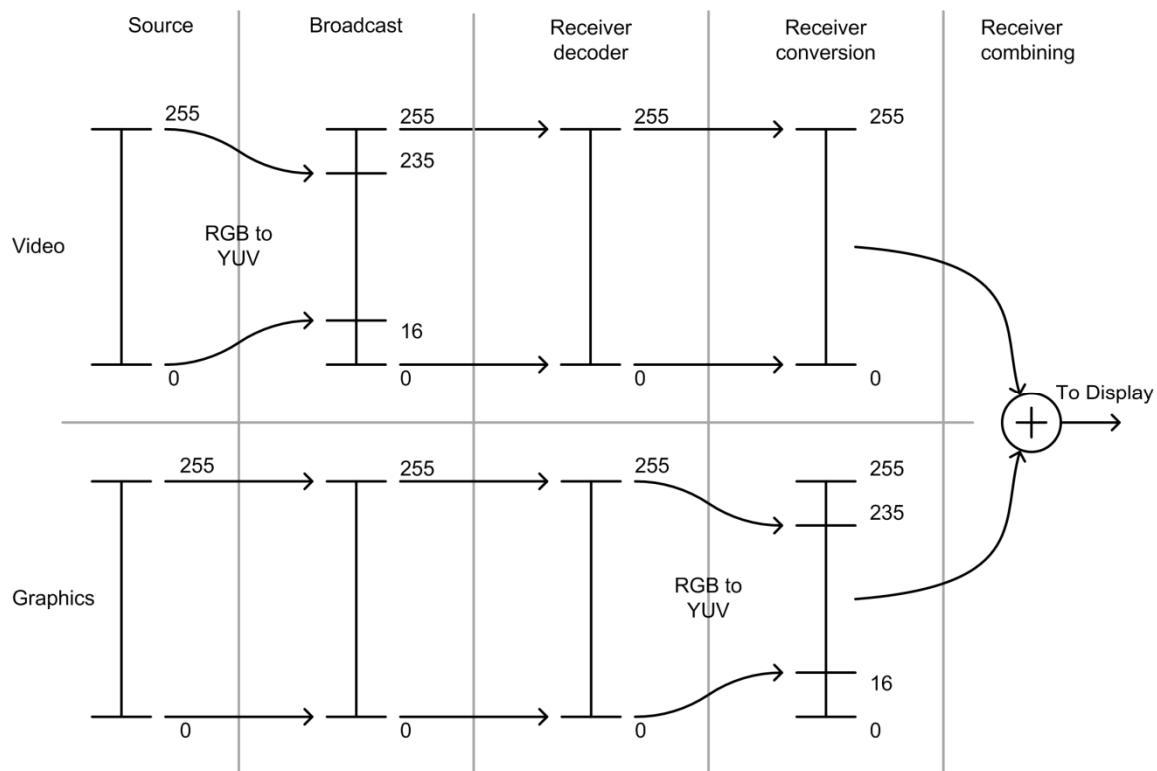 Source
Broadcast
Receiver
decoder
Receiver
conversion
Receiver
combining
Video
255
0
RGB to
YUV
255
235
16
0
255
0
255
0
To Display
Graphics
255
0
255
0
255
0
RGB to
YUV
255
235
16
0